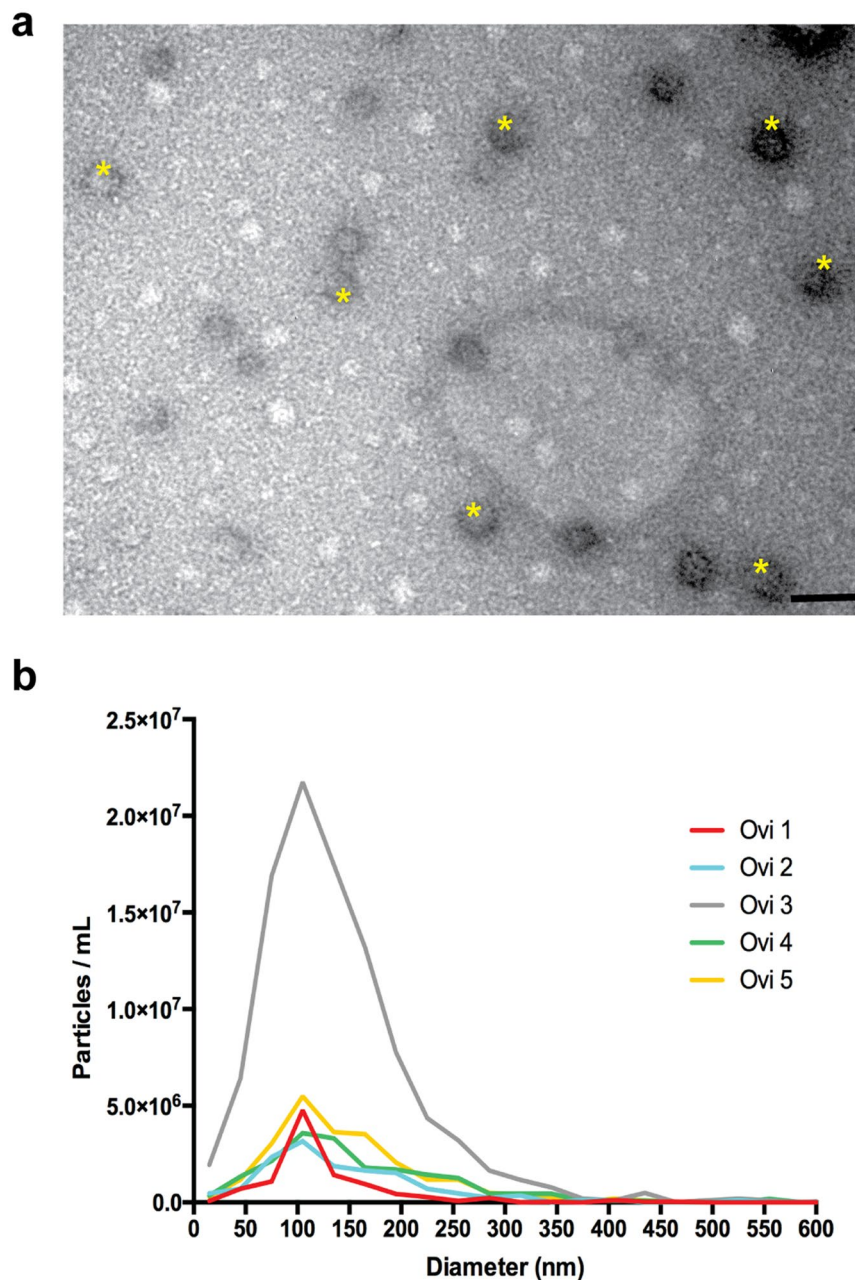 a
*
*
*
*
*
*
*
b
2.5×10⁷
2.0×10⁷
1.5×10⁷
1.0×10⁷
5.0×10⁶
0.0
Particles / mL
0 50 100 150 200 250 300 350 400 450 500 550 600
Diameter (nm)
Ovi 1
Ovi 2
Ovi 3
Ovi 4
Ovi 5